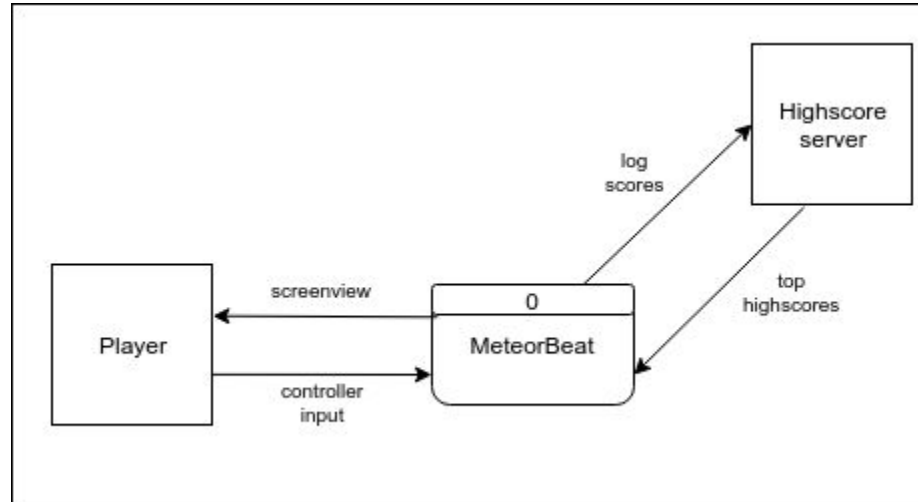 Highscore
server
log
scores
top
highscores
screenview
0
MeteorBeat
Player
controller
input